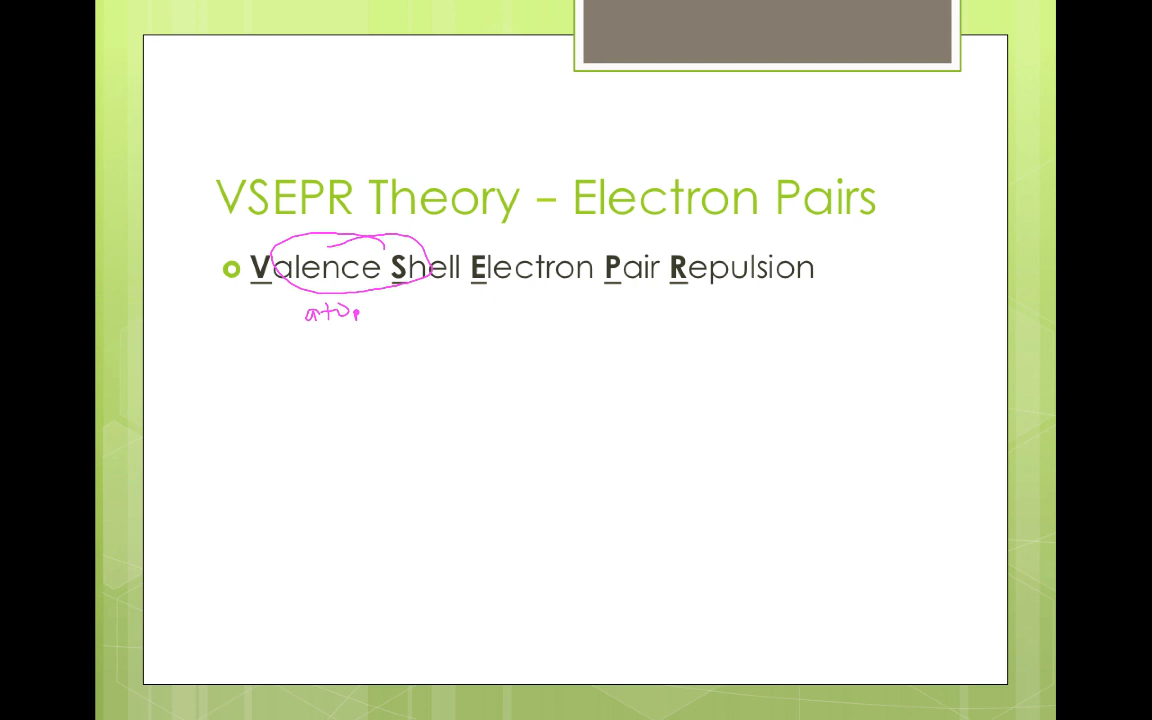 VSEPR Theory – Electron Pairs
Valence Shell Electron Pair Repulsion